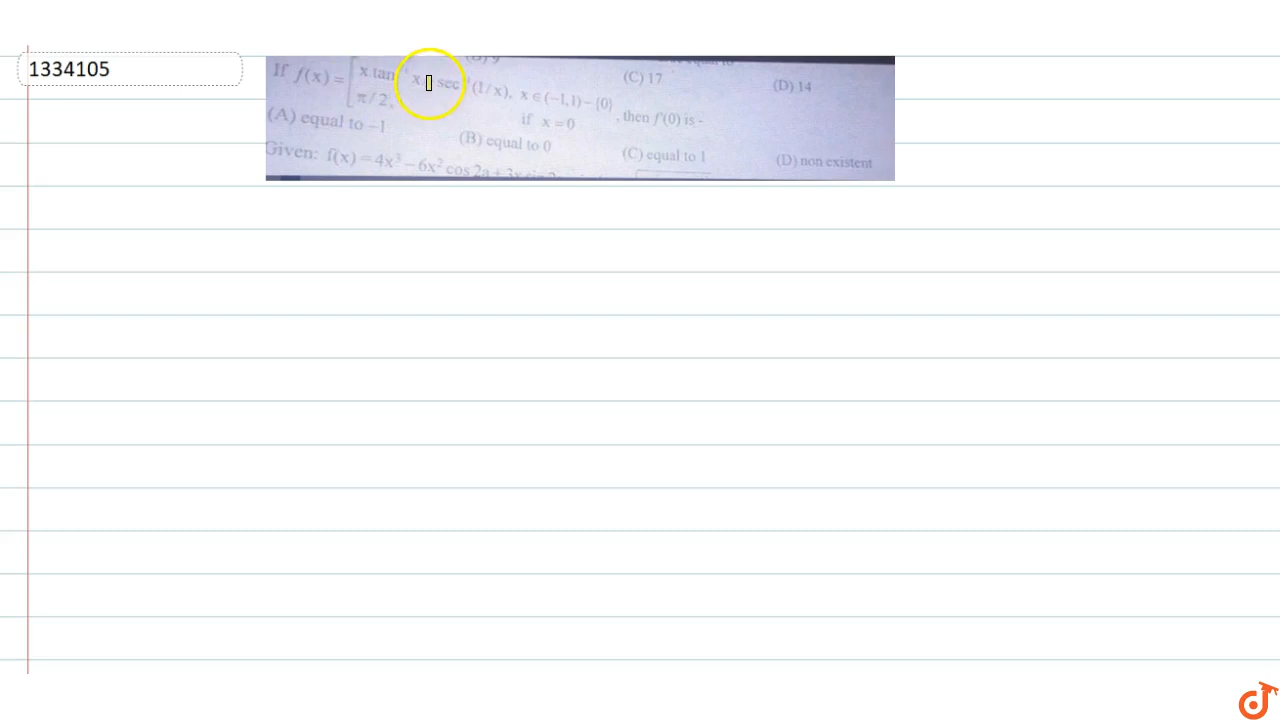 1334105
(C) 17
(D) 14
If f(x) = [ x.tan x. sec (1/x), x ∈ (−1,1) − {0}
π/2, if x = 0 , then f'(0) is -
(A) equal to −1 (B) equal to 0 (C) equal to 1 (D) non existent
Given: f(x) = 4x³ − 6x² cos 2a + 3x